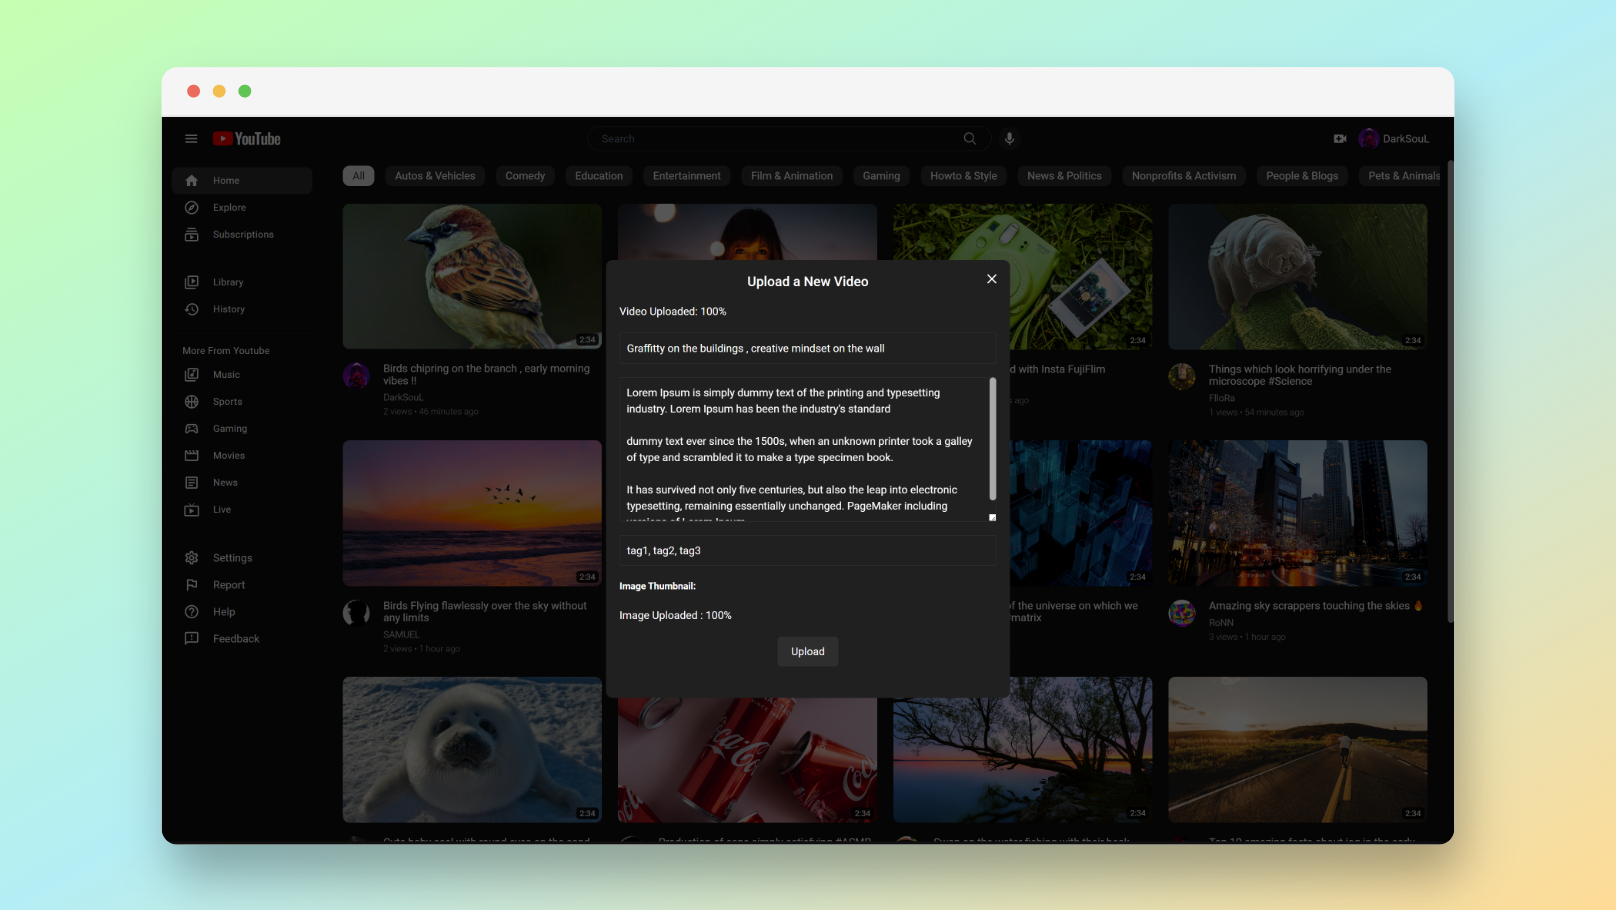 YouTube
Search
DarkSouL
Home
Explore
Subscriptions
Library
History
More From Youtube
Music
Sports
Gaming
Movies
News
Live
Settings
Report
Help
Feedback
All
Autos & Vehicles
Comedy
Education
Entertainment
Film & Animation
Gaming
Howto & Style
News & Politics
Nonprofits & Activism
People & Blogs
Pets & Animals
2:34
Birds chipring on the branch , early morning
vibes !!
DarkSouL
2 views • 46 minutes ago
2:34
d with Insta FujiFlim
s ago
2:34
Things which look horrifying under the
microscope #Science
FlloRa
1 views • 54 minutes ago
Upload a New Video
Video Uploaded: 100%
Graffitty on the buildings , creative mindset on the wall
Lorem Ipsum is simply dummy text of the printing and typesetting
industry. Lorem Ipsum has been the industry's standard
dummy text ever since the 1500s, when an unknown printer took a galley
of type and scrambled it to make a type specimen book.
It has survived not only five centuries, but also the leap into electronic
typesetting, remaining essentially unchanged. PageMaker including
versions of Lorem Ipsum
tag1, tag2, tag3
Image Thumbnail:
Image Uploaded : 100%
Upload
2:34
Birds Flying flawlessly over the sky without
any limits
SAMUEL
2 views • 1 hour ago
2:34
of the universe on which we
matrix
2:34
Amazing sky scrappers touching the skies 🔥
RoNN
3 views • 1 hour ago
2:34
Coca-Cola
Coc
2:34
2:34
2:34